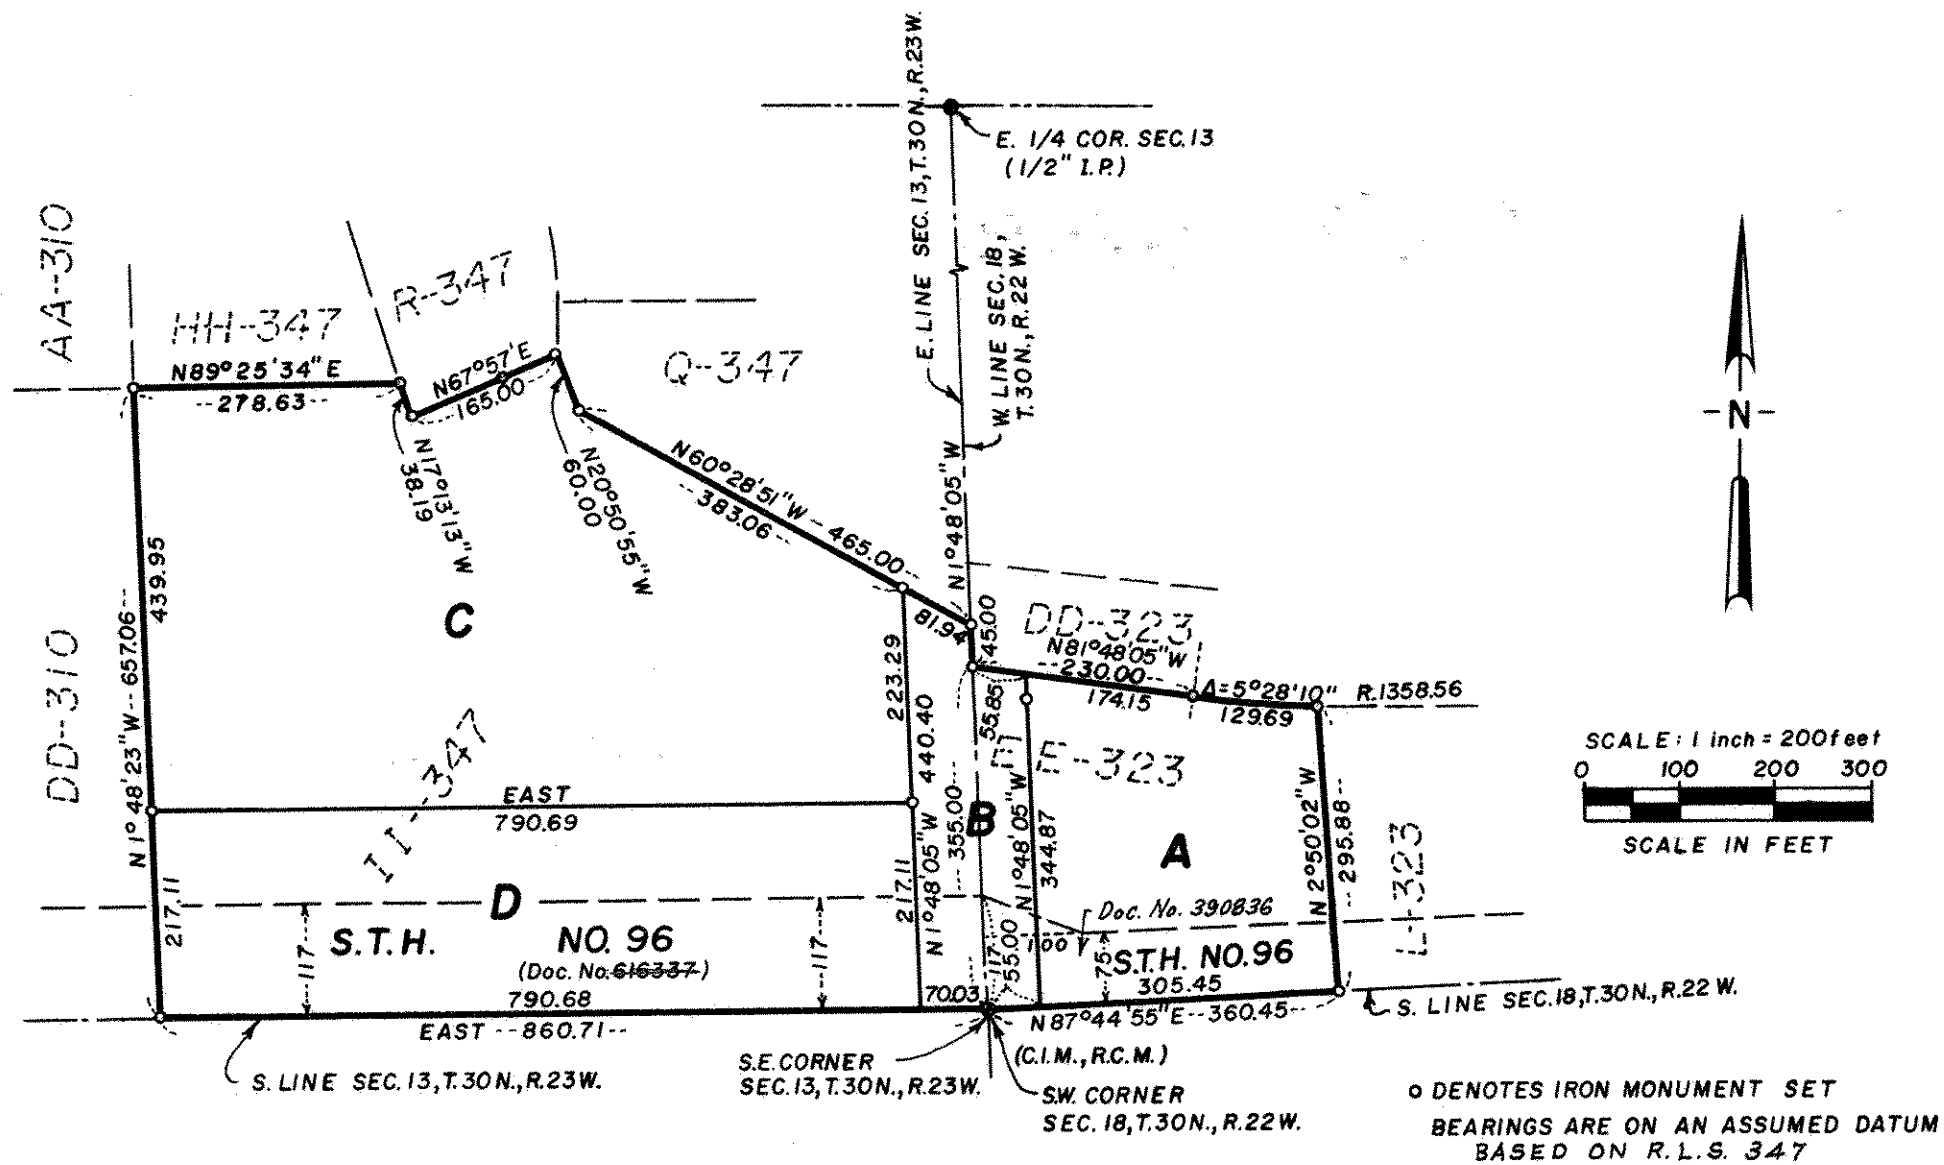 E. LINE SEC. 13, T. 30 N., R. 23 W.
E. 1/4 COR. SEC. 13
(1/2" I.P.)
W. LINE SEC. 18,
T. 30 N., R. 22 W.
AA-310
HH-347
R-347
Q-347
N89°25'34"E
--278.63--
N67°57'E
165.00
N17°13'13"W
38.19
N20°50'55"W
60.00
N60°28'51"W - 465.00
--383.06--
81.94
N1°48'05"W
45.00
-N-
439.95
N1°48'23"W--657.06--
C
DD-310
II-347
DD-323
N81°48'05"W
--230.00--
174.15
Δ=5°28'10" R.1358.56
129.69
55.85
EE-323
223.29
440.40
N1°48'05"W
--355.00--
B
N1°48'05"W
344.87
A
N2°50'02"W
--295.88--
L-323
SCALE: 1 inch = 200 feet
0 100 200 300
SCALE IN FEET
EAST
790.69
217.11
D
217.11
S.T.H. NO. 96
(Doc. No. 616337)
117
117
117
55.00
100
Doc. No. 390836
75
S.T.H. NO. 96
305.45
790.68
70.03
EAST--860.71--
N87°44'55"E--360.45--
S. LINE SEC. 18, T. 30 N., R. 22 W.
S. LINE SEC. 13, T. 30 N., R. 23 W.
S.E. CORNER
SEC. 13, T. 30 N., R. 23 W.
(C.I.M., R.C.M.)
S.W. CORNER
SEC. 18, T. 30 N., R. 22 W.
o DENOTES IRON MONUMENT SET
BEARINGS ARE ON AN ASSUMED DATUM
BASED ON R.L.S. 347